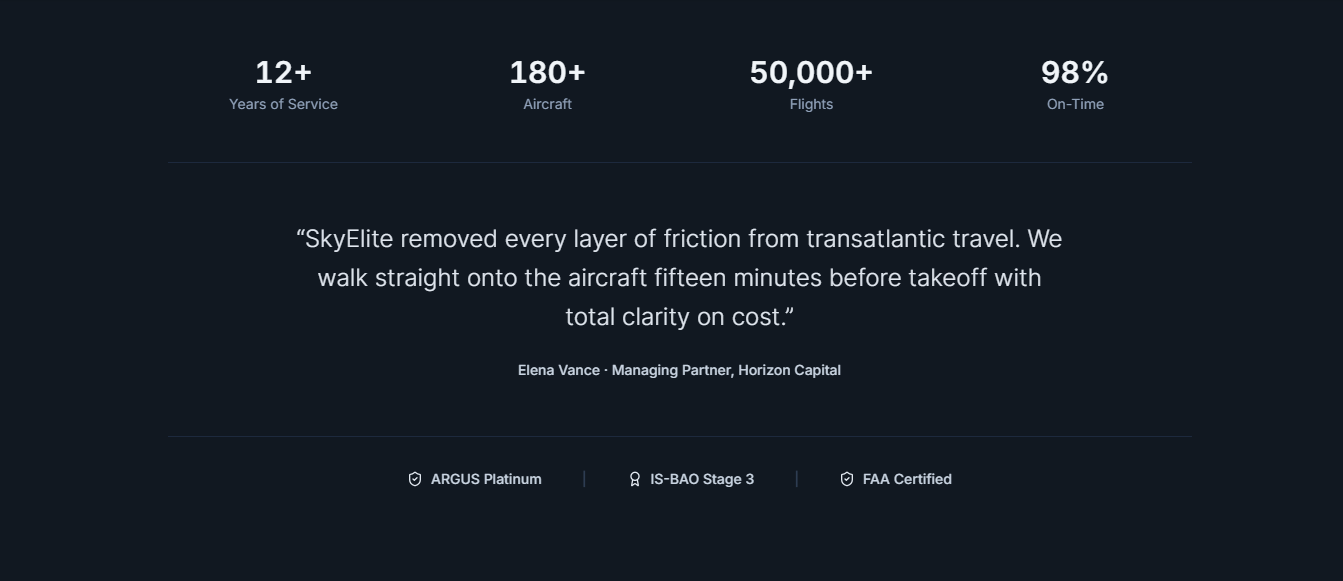 12+
Years of Service
180+
Aircraft
50,000+
Flights
98%
On-Time
“SkyElite removed every layer of friction from transatlantic travel. We
walk straight onto the aircraft fifteen minutes before takeoff with
total clarity on cost.”
Elena Vance · Managing Partner, Horizon Capital
ARGUS Platinum | IS-BAO Stage 3 | FAA Certified